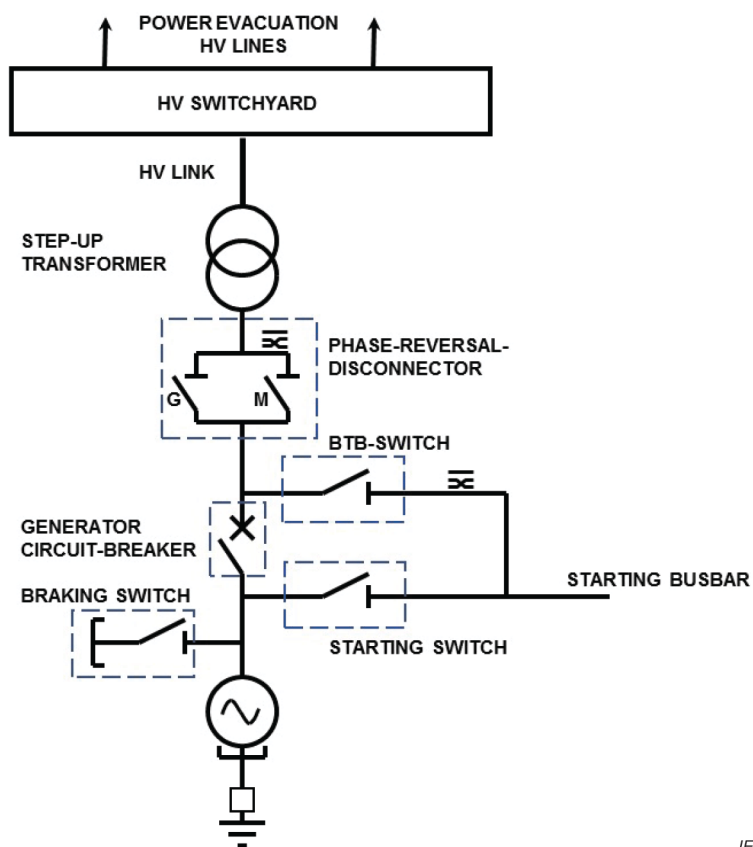 POWER EVACUATION
HV LINES
HV SWITCHYARD
HV LINK
STEP-UP
TRANSFORMER
PHASE-REVERSAL-
DISCONNECTOR
G
M
BTB-SWITCH
GENERATOR
CIRCUIT-BREAKER
STARTING BUSBAR
BRAKING SWITCH
STARTING SWITCH